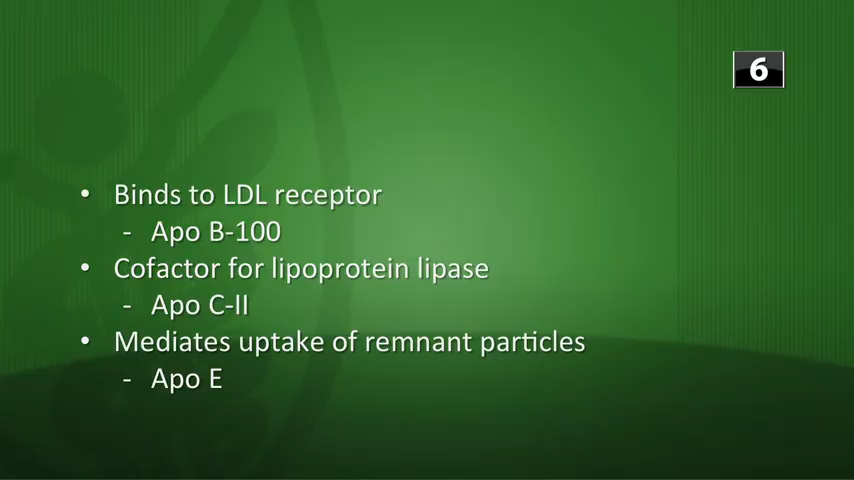 6
• Binds to LDL receptor
- Apo B-100
• Cofactor for lipoprotein lipase
- Apo C-II
• Mediates uptake of remnant particles
- Apo E